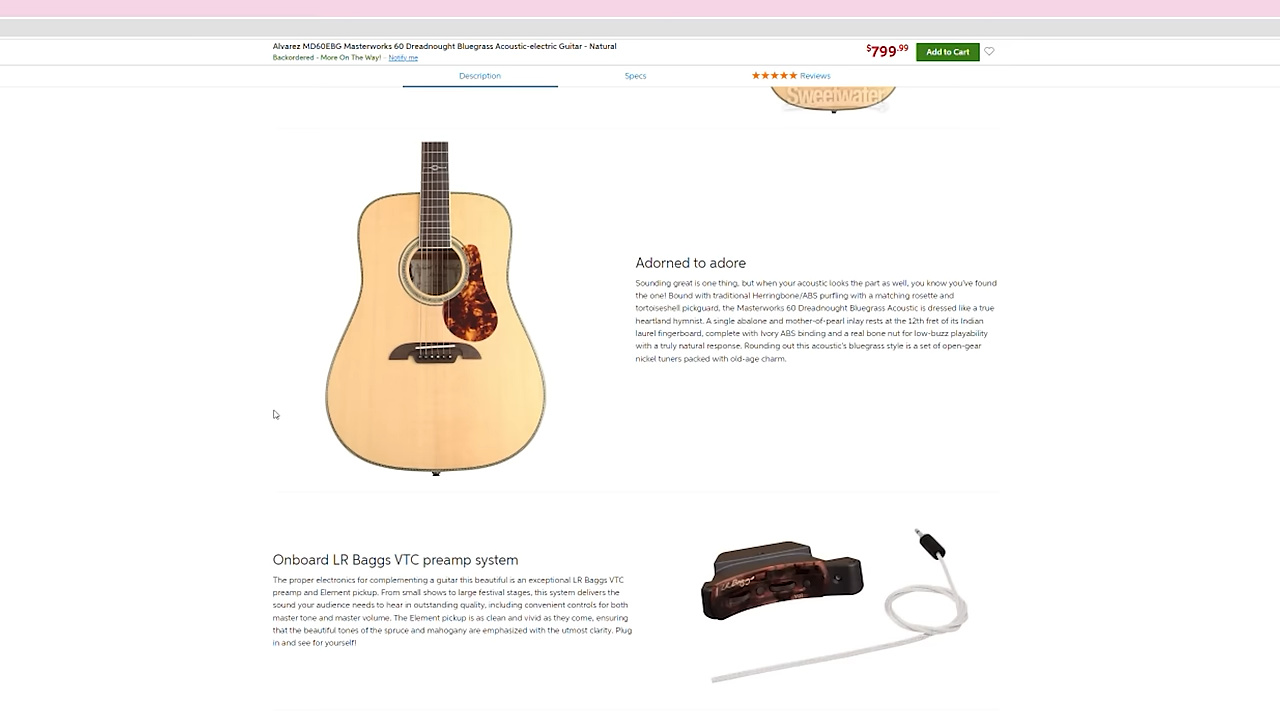 Alvarez MD60EBG Masterworks 60 Dreadnought Bluegrass Acoustic-electric Guitar - Natural
Backordered - More On The Way! · Notify me
$799.99
Add to Cart
Description
Specs
Reviews
Sweetwater
Adorned to adore
Sounding great is one thing, but when your acoustic looks the part as well, you know you've found
the one! Bound with traditional Herringbone/ABS purfling with a matching rosette and
tortoiseshell pickguard, the Masterworks 60 Dreadnought Bluegrass Acoustic is dressed like a true
heartland hymnist. A single abalone and mother-of-pearl inlay rests at the 12th fret of its Indian
laurel fingerboard, complete with Ivory ABS binding and a real bone nut for low-buzz playability
with a truly natural response. Rounding out this acoustic's bluegrass style is a set of open-gear
nickel tuners packed with old-age charm.
Onboard LR Baggs VTC preamp system
The proper electronics for complementing a guitar this beautiful is an exceptional LR Baggs VTC
preamp and Element pickup. From small shows to large festival stages, this system delivers the
sound your audience needs to hear in outstanding quality, including convenient controls for both
master tone and master volume. The Element pickup is as clean and vivid as they come, ensuring
that the beautiful tones of the spruce and mahogany are emphasized with the utmost clarity. Plug
in and see for yourself!
LR Baggs